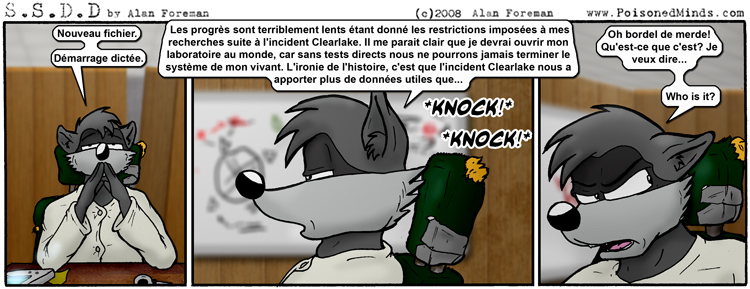 S.S.D.D by Alan Foreman (c)2008 Alan Foreman www.PoisonedMinds.com
Nouveau fichier.
Démarrage dictée.
Les progrès sont terriblement lents étant donné les restrictions imposées à mes
recherches suite à l'incident Clearlake. Il me parait clair que je devrai ouvrir mon
laboratoire au monde, car sans tests directs nous ne pourrons jamais terminer le
système de mon vivant. L'ironie de l'histoire, c'est que l'incident Clearlake nous a
apporter plus de données utiles que...
*KNOCK!*
*KNOCK!*
Oh bordel de merde!
Qu'est-ce que c'est? Je
veux dire...
Who is it?